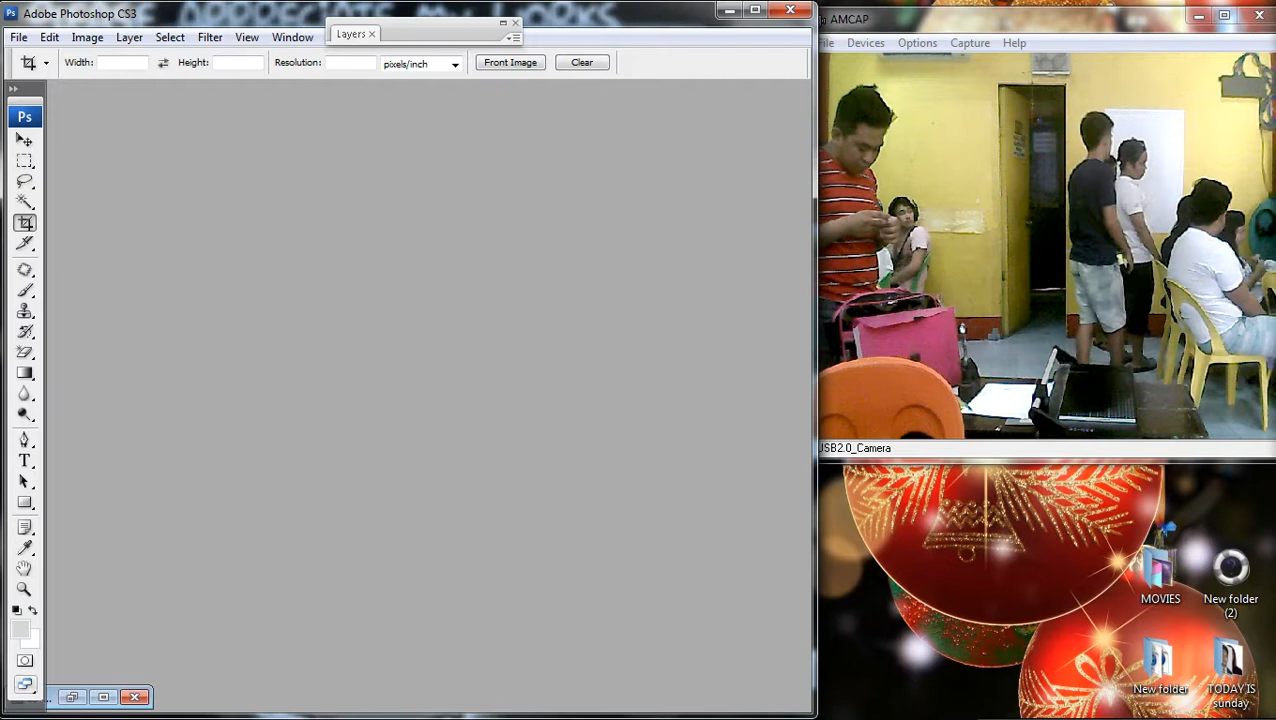 Adobe Photoshop CS3
Layers
File Edit Image Layer Select Filter View Window
Width: Height: Resolution: pixels/inch Front Image Clear
Ps
T
AMCAP
File Devices Options Capture Help
USB2.0_Camera
MOVIES
New folder
(2)
New folder
TODAY IS
sunday